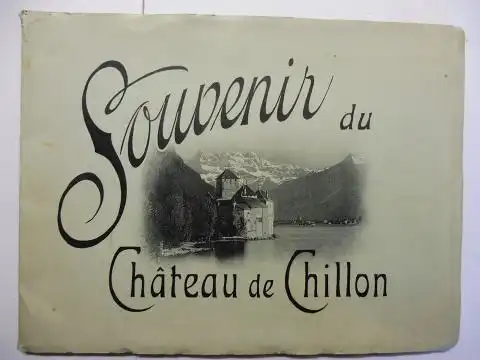 Souvenir du
Château de Chillon